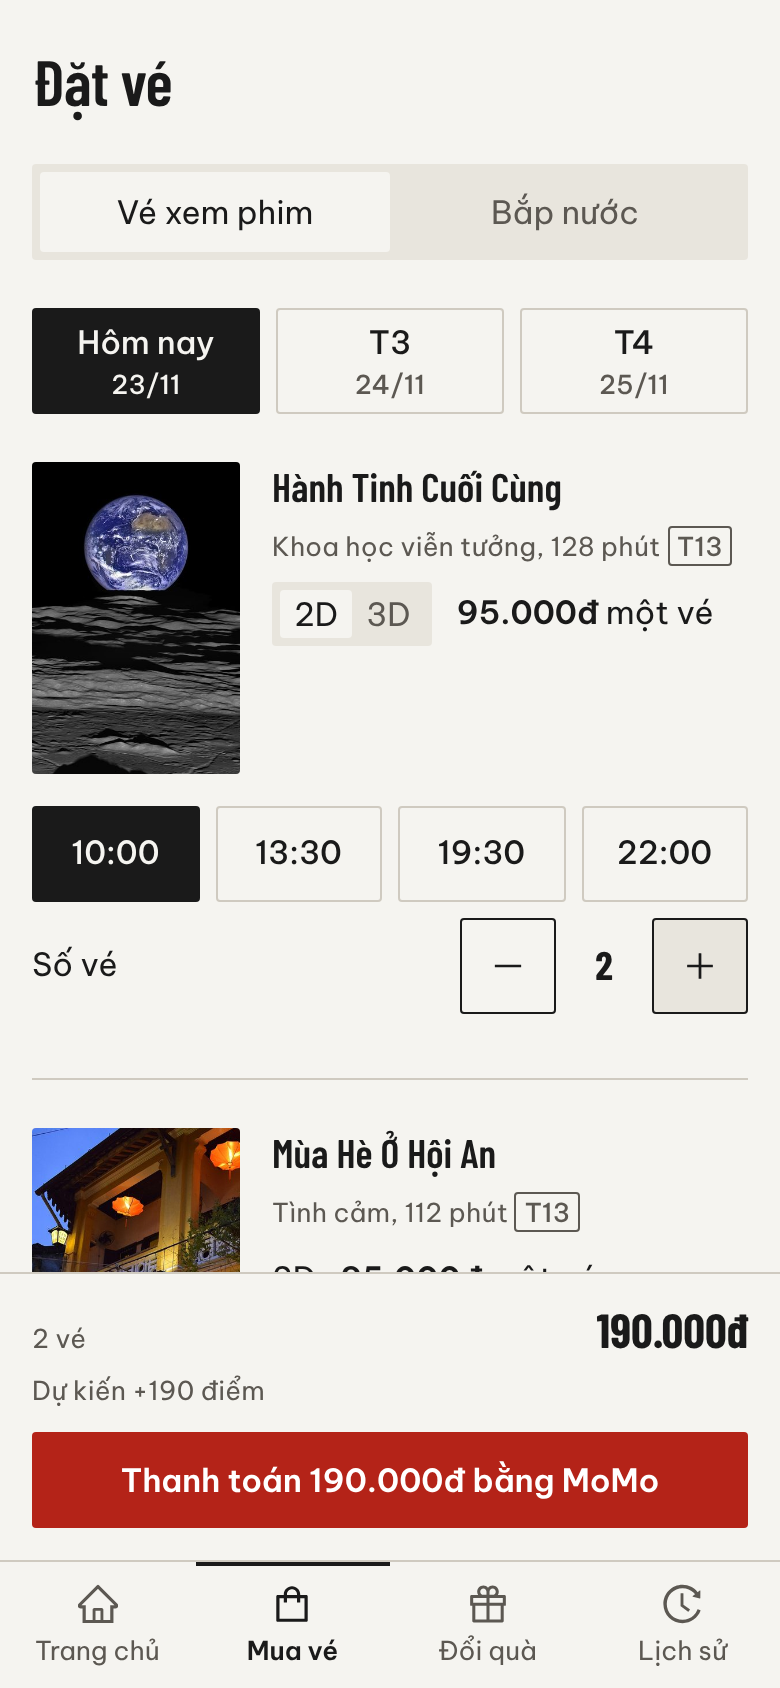 Đặt vé
Vé xem phim
Bắp nước
Hôm nay
23/11
T3
24/11
T4
25/11
Hành Tinh Cuối Cùng
Khoa học viễn tưởng, 128 phút T13
2D 3D 95.000đ một vé
10:00 13:30 19:30 22:00
Số vé − 2 +
Mùa Hè Ở Hội An
Tình cảm, 112 phút T13
2 vé 190.000đ
Dự kiến +190 điểm
Thanh toán 190.000đ bằng MoMo
Trang chủ Mua vé Đổi quà Lịch sử